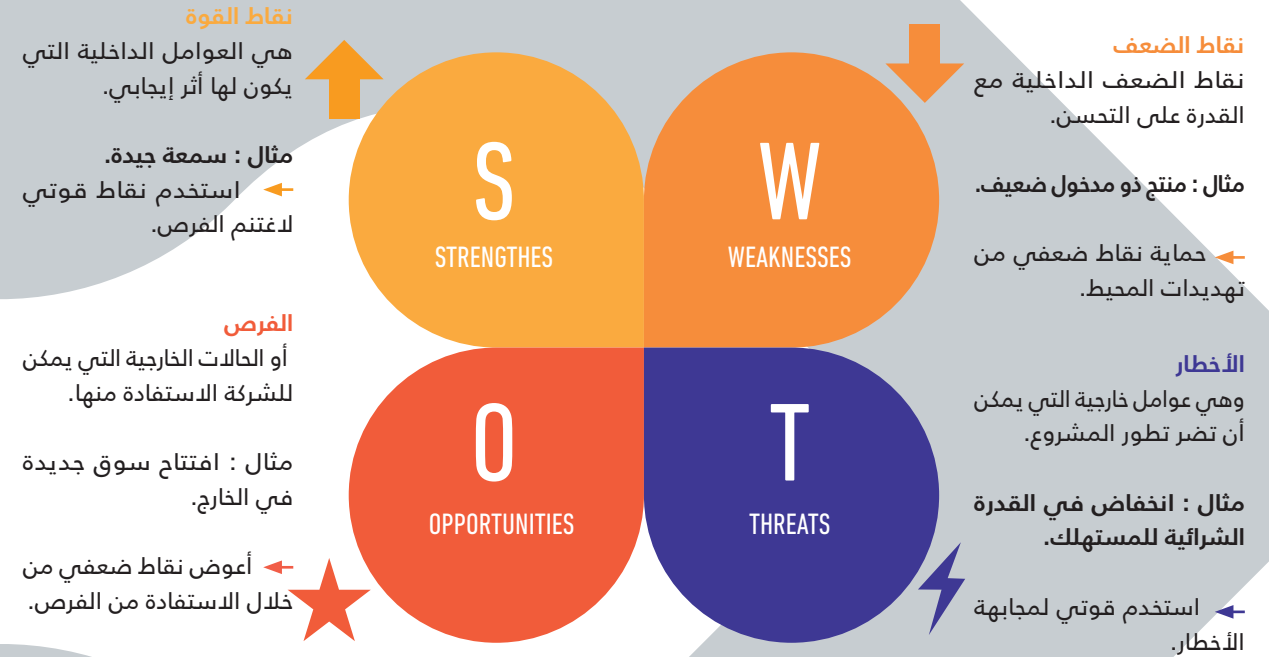 نقاط القوة
هي العوامل الداخلية التي
يكون لها أثر إيجابي.
مثال : سمعة جيدة.
استخدم نقاط قوتي
لاغتنم الفرص.
S
STRENGTHES
W
WEAKNESSES
نقاط الضعف
نقاط الضعف الداخلية مع
القدرة على التحسن.
مثال : منتج ذو مدخول ضعيف.
حماية نقاط ضعفي من
تهديدات المحيط.
الفرص
أو الحالات الخارجية التي يمكن
للشركة الاستفادة منها.
مثال : افتتاح سوق جديدة
في الخارج.
أعوض نقاط ضعفي من
خلال الاستفادة من الفرص.
O
OPPORTUNITIES
T
THREATS
الأخطار
وهي عوامل خارجية التي يمكن
أن تضر تطور المشروع.
مثال : انخفاض في القدرة
الشرائية للمستهلك.
استخدم قوتي لمجابهة
الأخطار.